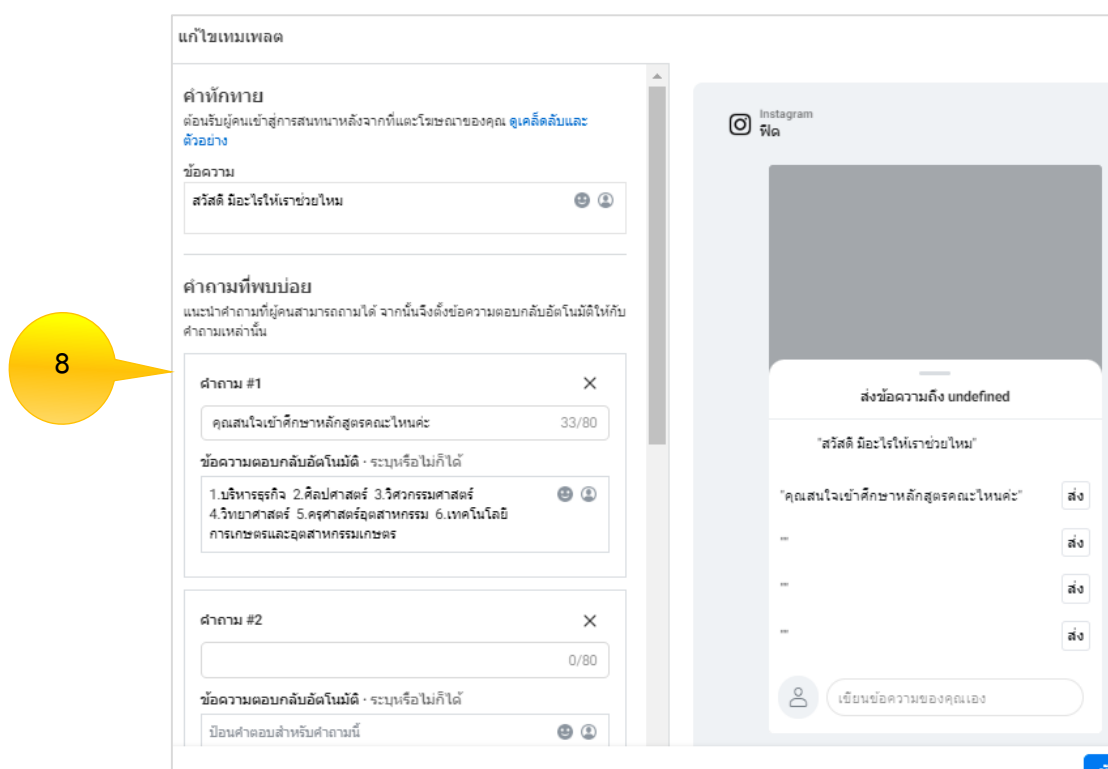 แก้ไขเทมเพลต
คำทักทาย
ต้อนรับผู้คนเข้าสู่การสนทนาหลังจากที่แตะโฆษณาของคุณ ดูเคล็ดลับและ
ตัวอย่าง
ข้อความ
สวัสดี มีอะไรให้เราช่วยไหม
คำถามที่พบบ่อย
แนะนำคำถามที่ผู้คนสามารถถามได้ จากนั้นจึงตั้งข้อความตอบกลับอัตโนมัติให้กับ
คำถามเหล่านั้น
8
คำถาม #1
คุณสนใจเข้าศึกษาหลักสูตรคณะไหนค่ะ 33/80
ข้อความตอบกลับอัตโนมัติ · ระบุหรือไม่ก็ได้
1.บริหารธุรกิจ 2.ศิลปศาสตร์ 3.วิศวกรรมศาสตร์
4.วิทยาศาสตร์ 5.ครุศาสตร์อุตสาหกรรม 6.เทคโนโลยี
การเกษตรและอุตสาหกรรมเกษตร
คำถาม #2
0/80
ข้อความตอบกลับอัตโนมัติ · ระบุหรือไม่ก็ได้
ป้อนคำตอบสำหรับคำถามนี้
Instagram
ฟีด
ส่งข้อความถึง undefined
"สวัสดี มีอะไรให้เราช่วยไหม"
"คุณสนใจเข้าศึกษาหลักสูตรคณะไหนค่ะ" ส่ง
"" ส่ง
"" ส่ง
"" ส่ง
เขียนข้อความของคุณเอง